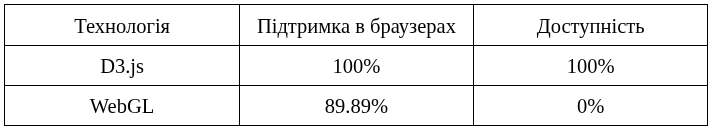 Технологія Підтримка в браузерах Доступність
D3.js 100% 100%
WebGL 89.89% 0%